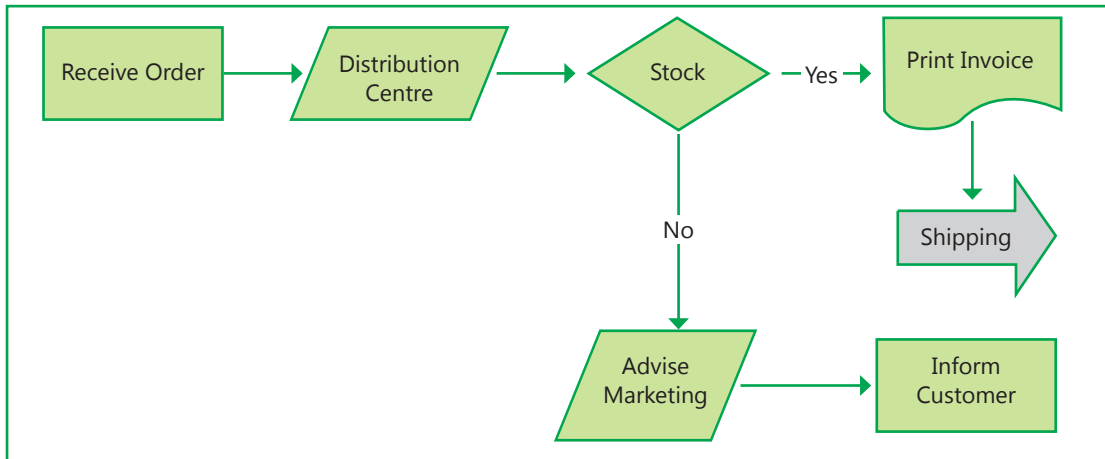 Receive Order
Distribution
Centre
Stock
Yes
Print Invoice
No
Shipping
Advise
Marketing
Inform
Customer